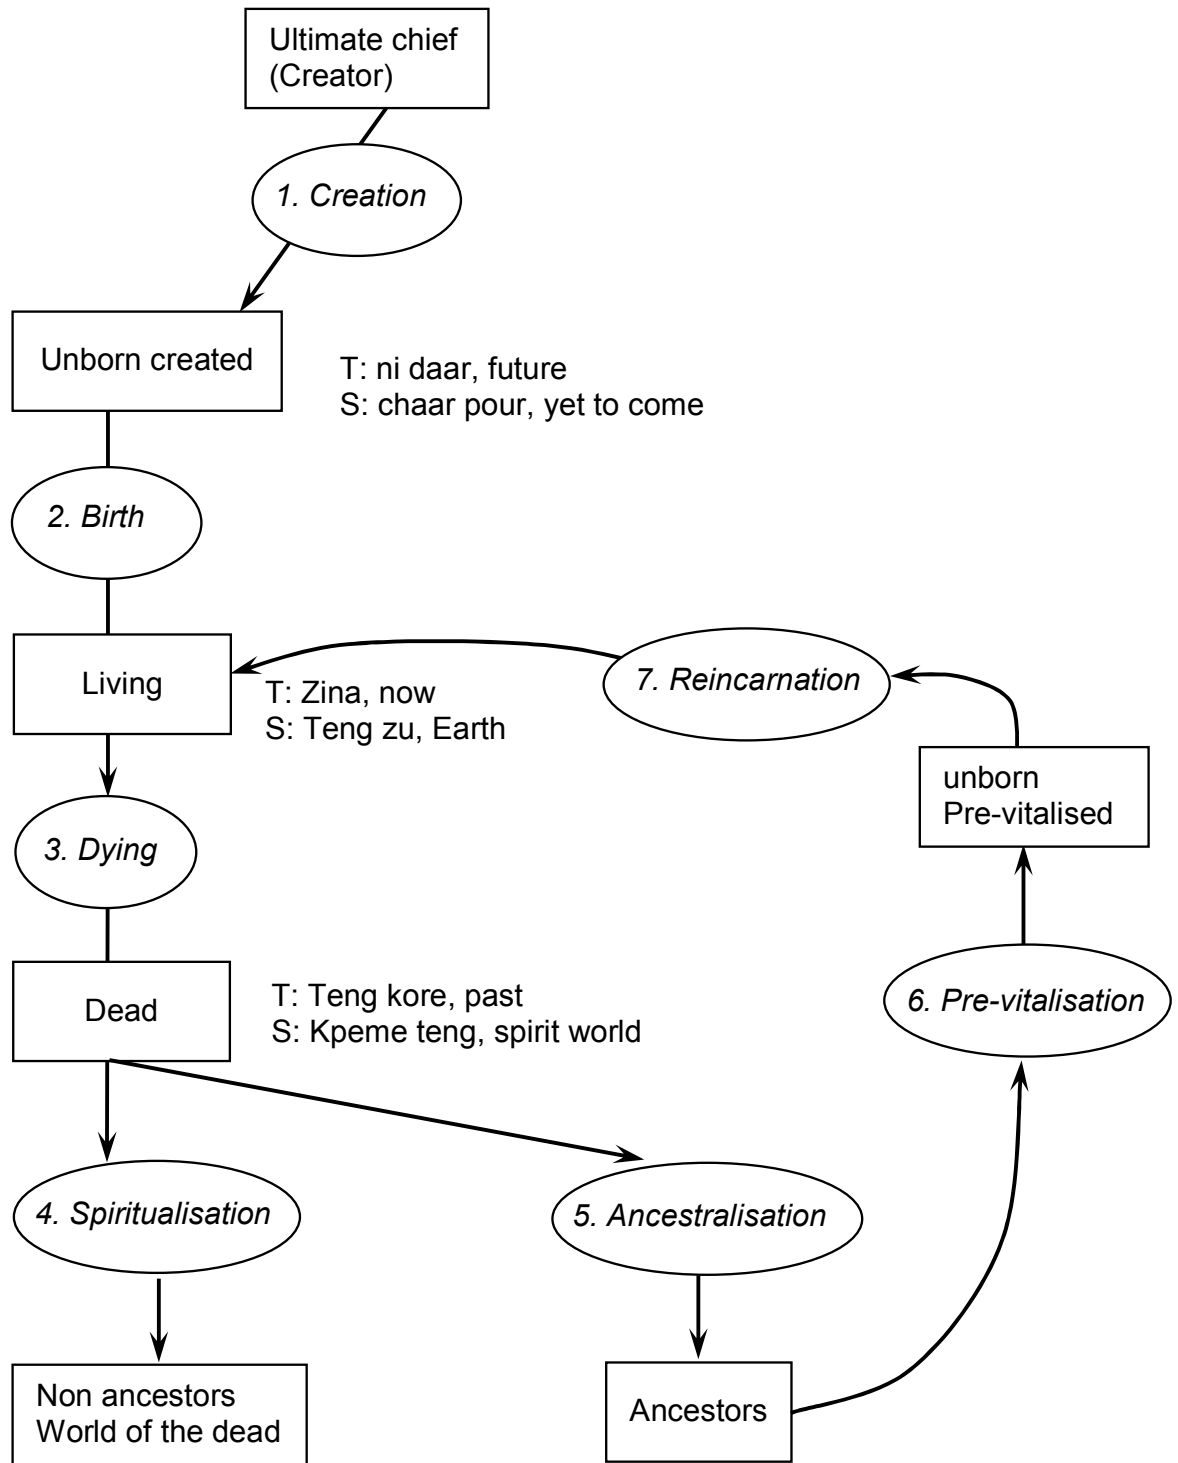 Ultimate chief
(Creator)
1. Creation
Unborn created
T: ni daar, future
S: chaar pour, yet to come
2. Birth
Living
T: Zina, now
S: Teng zu, Earth
7. Reincarnation
unborn
Pre-vitalised
3. Dying
Dead
T: Teng kore, past
S: Kpeme teng, spirit world
6. Pre-vitalisation
4. Spiritualisation
5. Ancestralisation
Non ancestors
World of the dead
Ancestors